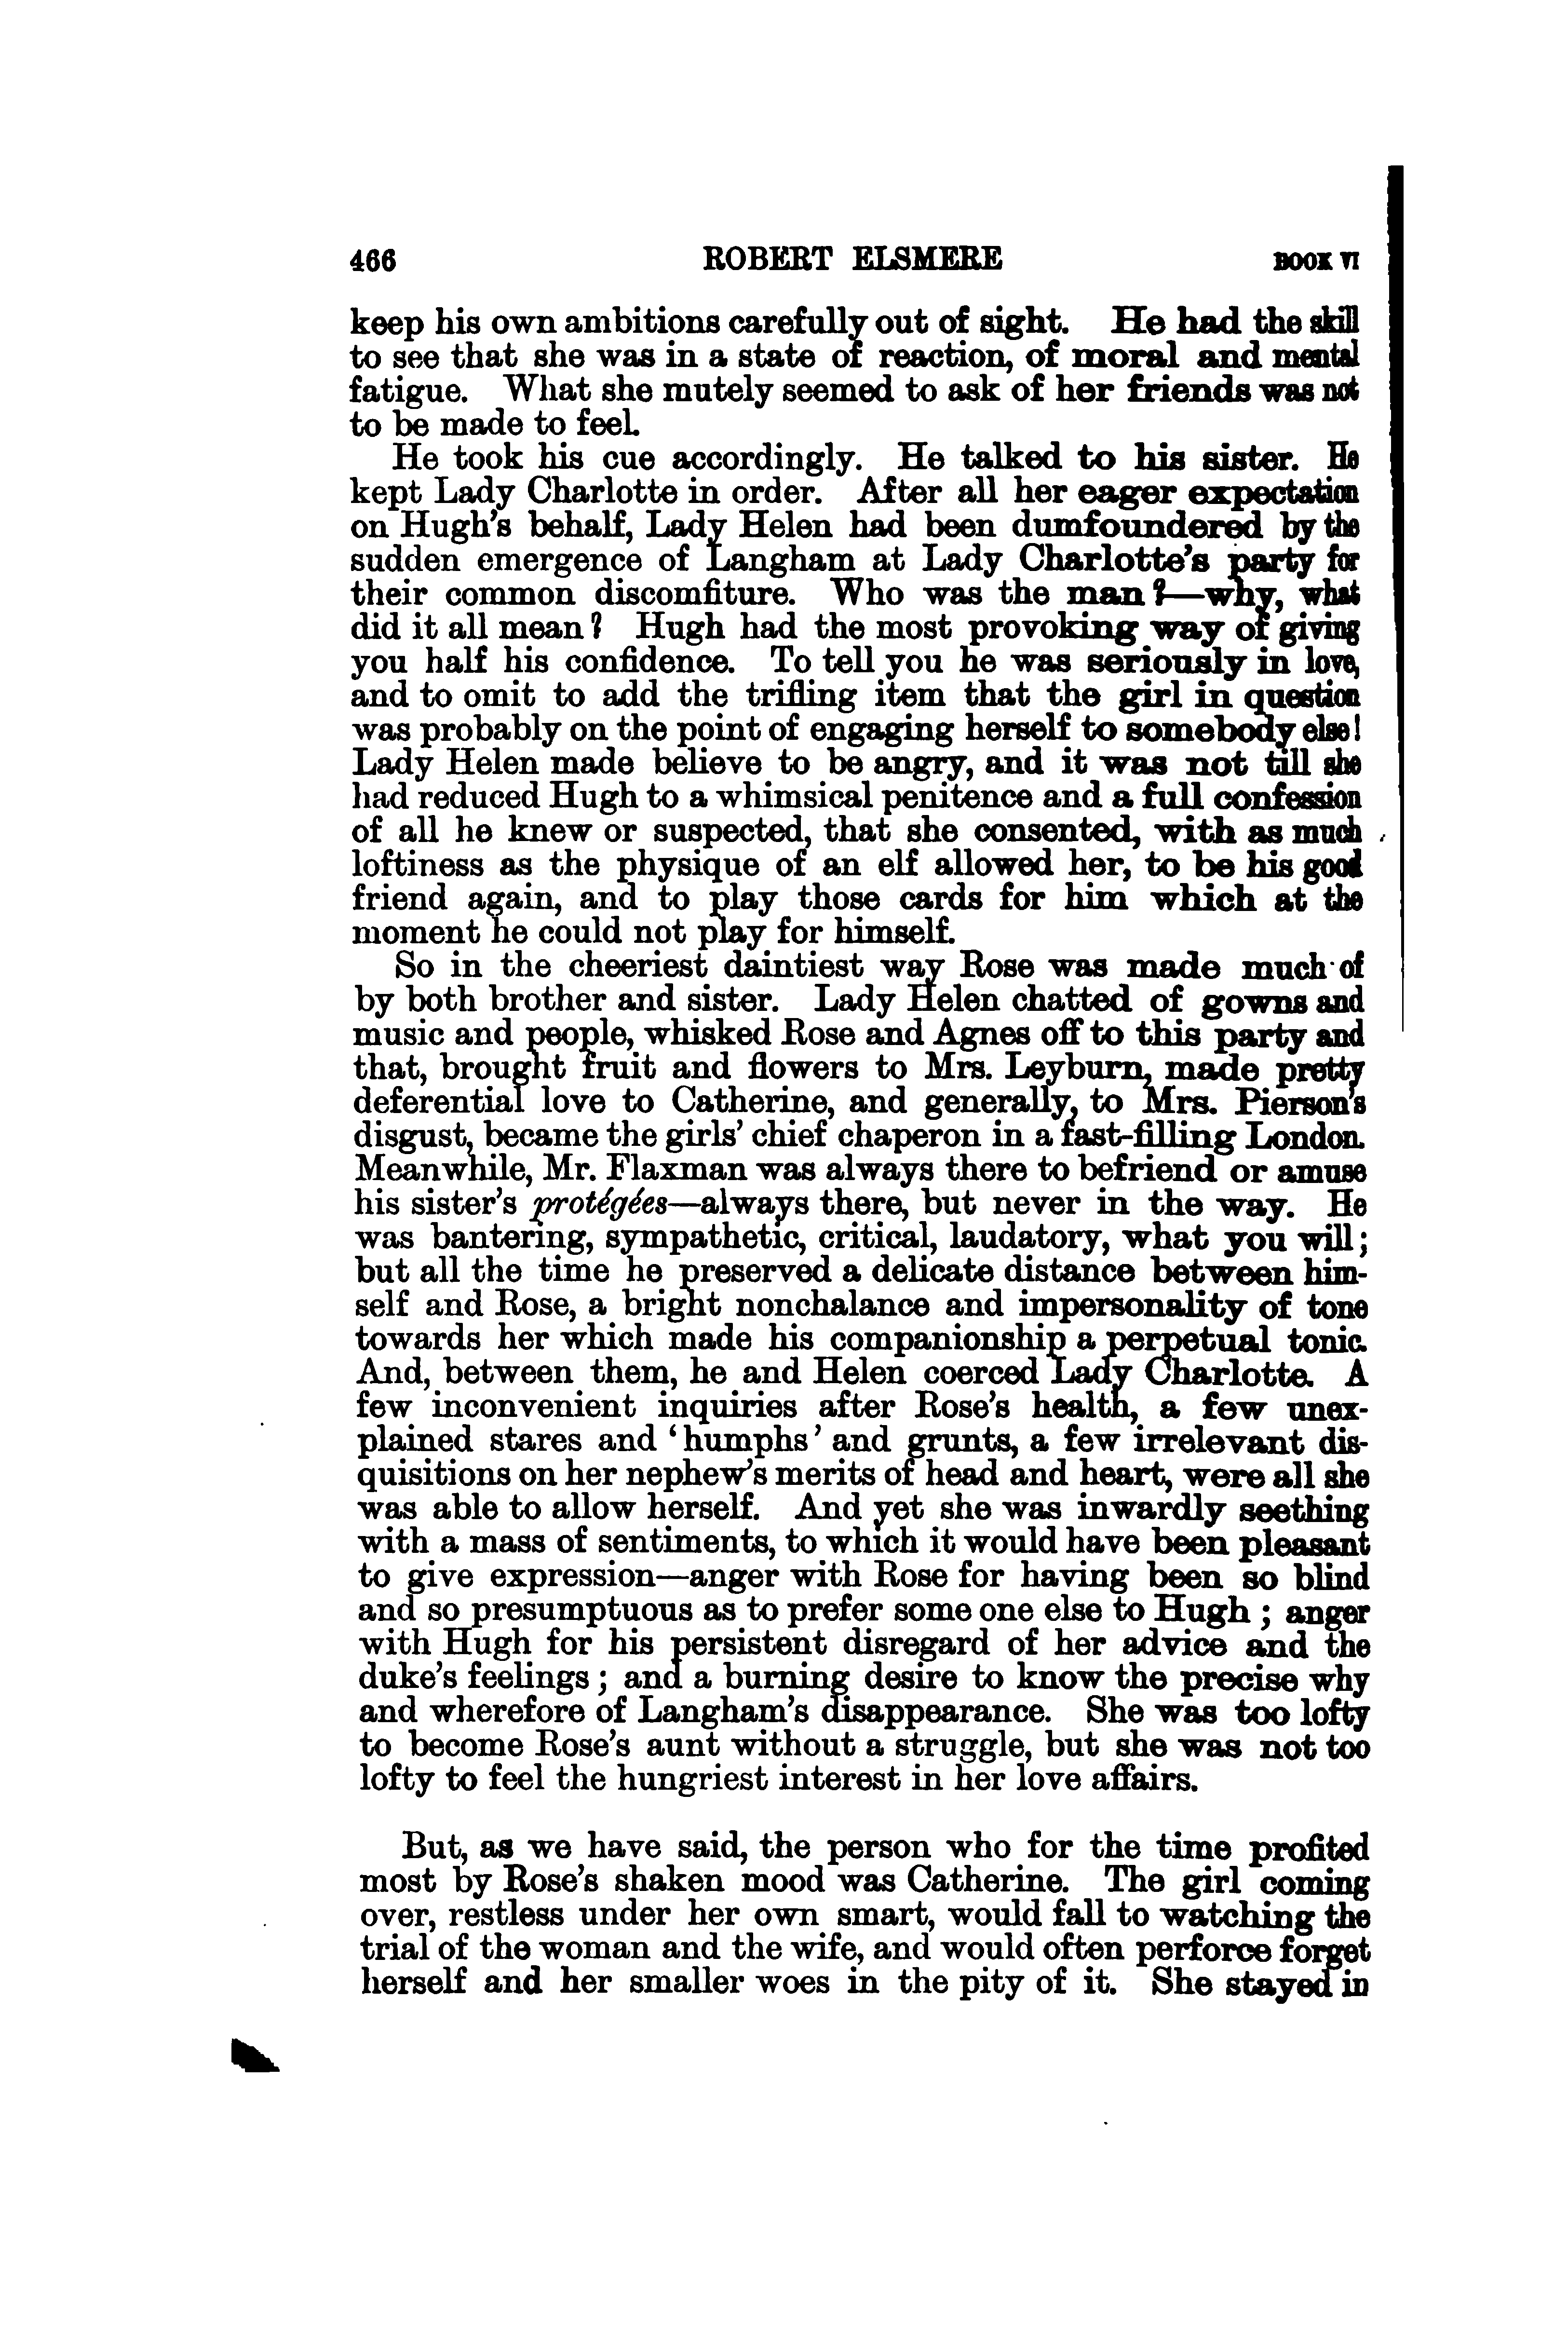 466 ROBERT ELSMERE BOOK VI
keep his own ambitions carefully out of sight. He had the skill
to see that she was in a state of reaction, of moral and mental
fatigue. What she mutely seemed to ask of her friends was not
to be made to feel.
He took his cue accordingly. He talked to his sister. He
kept Lady Charlotte in order. After all her eager expectation
on Hugh's behalf, Lady Helen had been dumfoundered by the
sudden emergence of Langham at Lady Charlotte's party for
their common discomfiture. Who was the man?—why, what
did it all mean? Hugh had the most provoking way of giving
you half his confidence. To tell you he was seriously in love,
and to omit to add the trifling item that the girl in question
was probably on the point of engaging herself to somebody else!
Lady Helen made believe to be angry, and it was not till she
had reduced Hugh to a whimsical penitence and a full confession
of all he knew or suspected, that she consented, with as much
loftiness as the physique of an elf allowed her, to be his good
friend again, and to play those cards for him which at the
moment he could not play for himself.
So in the cheeriest daintiest way Rose was made much of
by both brother and sister. Lady Helen chatted of gowns and
music and people, whisked Rose and Agnes off to this party and
that, brought fruit and flowers to Mrs. Leyburn, made pretty
deferential love to Catherine, and generally, to Mrs. Pierson's
disgust, became the girls' chief chaperon in a fast-filling London.
Meanwhile, Mr. Flaxman was always there to befriend or amuse
his sister's protégées—always there, but never in the way. He
was bantering, sympathetic, critical, laudatory, what you will;
but all the time he preserved a delicate distance between him-
self and Rose, a bright nonchalance and impersonality of tone
towards her which made his companionship a perpetual tonic.
And, between them, he and Helen coerced Lady Charlotte. A
few inconvenient inquiries after Rose's health, a few unex-
plained stares and 'humphs' and grunts, a few irrelevant dis-
quisitions on her nephew's merits of head and heart, were all she
was able to allow herself. And yet she was inwardly seething
with a mass of sentiments, to which it would have been pleasant
to give expression—anger with Rose for having been so blind
and so presumptuous as to prefer some one else to Hugh; anger
with Hugh for his persistent disregard of her advice and the
duke's feelings; and a burning desire to know the precise why
and wherefore of Langham's disappearance. She was too lofty
to become Rose's aunt without a struggle, but she was not too
lofty to feel the hungriest interest in her love affairs.
But, as we have said, the person who for the time profited
most by Rose's shaken mood was Catherine. The girl coming
over, restless under her own smart, would fall to watching the
trial of the woman and the wife, and would often perforce forget
herself and her smaller woes in the pity of it. She stayed in